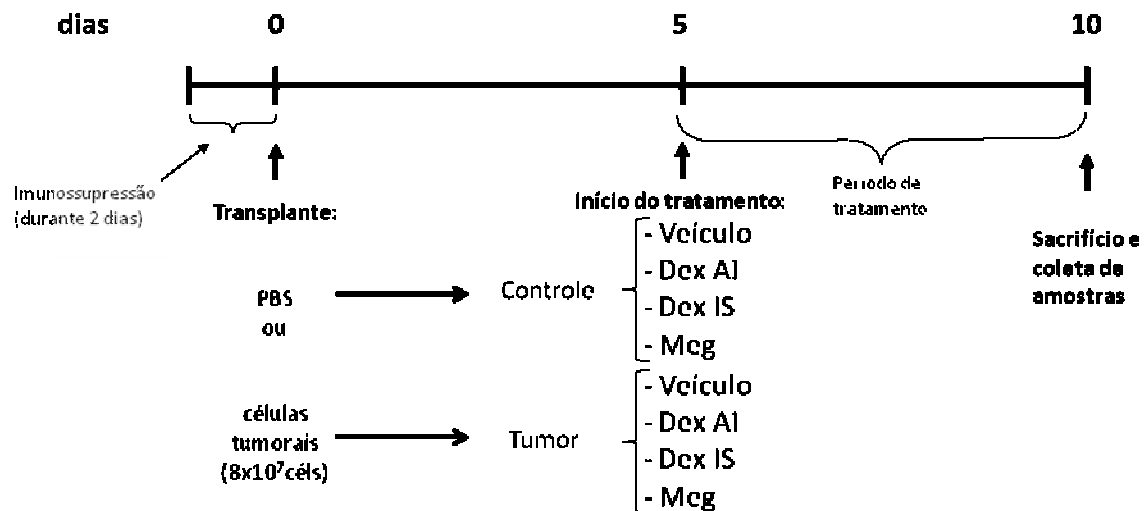 dias 0 5 10
Imunossupressão
(durante 2 dias)
Transplante:
Início do tratamento:
Período de
tratamento
Sacrifício e
coleta de
amostras
PBS
ou
Controle
- Veículo
- Dex AI
- Dex IS
- Meg
células
tumorais
(8x10⁷céls)
Tumor
- Veículo
- Dex AI
- Dex IS
- Meg